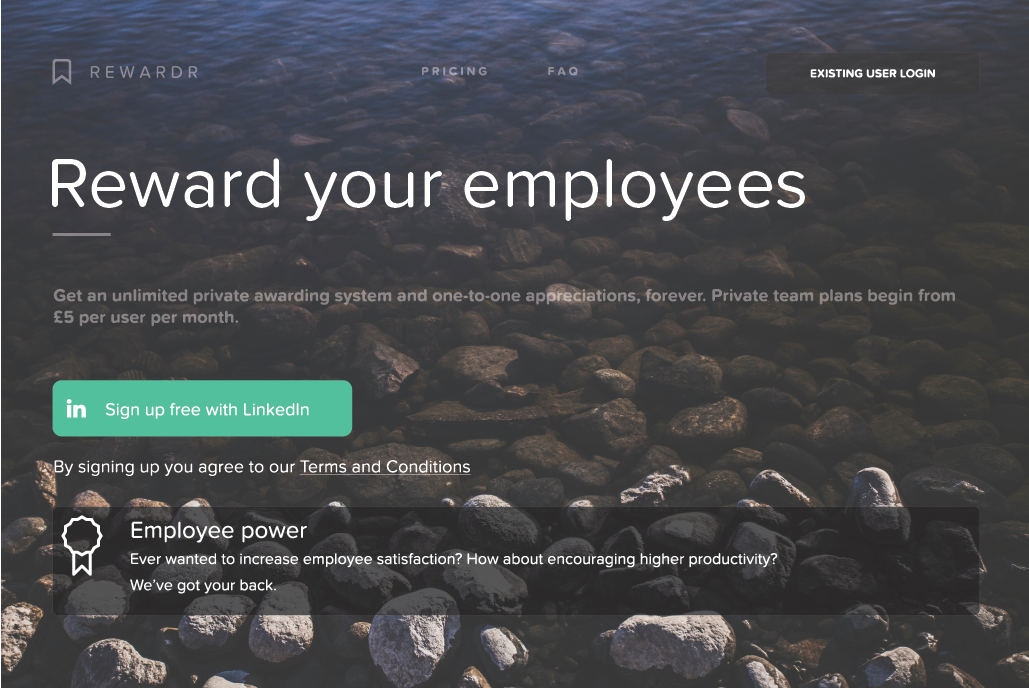 REWARDR
PRICING
FAQ
EXISTING USER LOGIN
Reward your employees
Get an unlimited private awarding system and one-to-one appreciations, forever. Private team plans begin from
£5 per user per month.
in Sign up free with LinkedIn
By signing up you agree to our Terms and Conditions
Employee power
Ever wanted to increase employee satisfaction? How about encouraging higher productivity?
We've got your back.